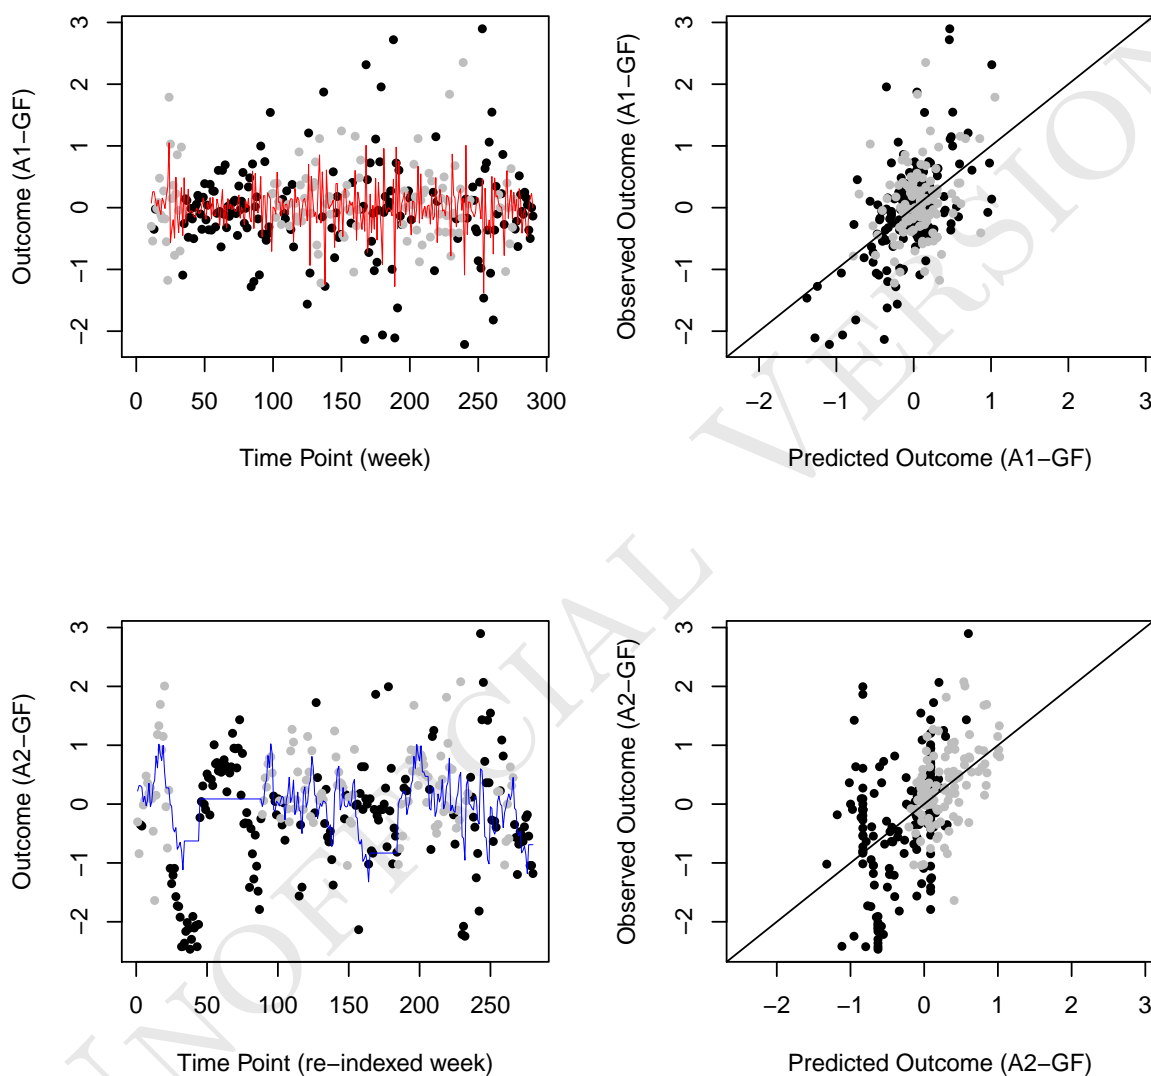 Outcome (A1−GF)
3
2
1
0
−1
−2
0 50 100 150 200 250 300
Time Point (week)
Observed Outcome (A1−GF)
3
2
1
0
−1
−2
−2 −1 0 1 2 3
Predicted Outcome (A1−GF)
Outcome (A2−GF)
3
2
1
0
−1
−2
0 50 100 150 200 250
Time Point (re−indexed week)
Observed Outcome (A2−GF)
3
2
1
0
−1
−2
−2 −1 0 1 2 3
Predicted Outcome (A2−GF)
NOFFICIAL VERSION